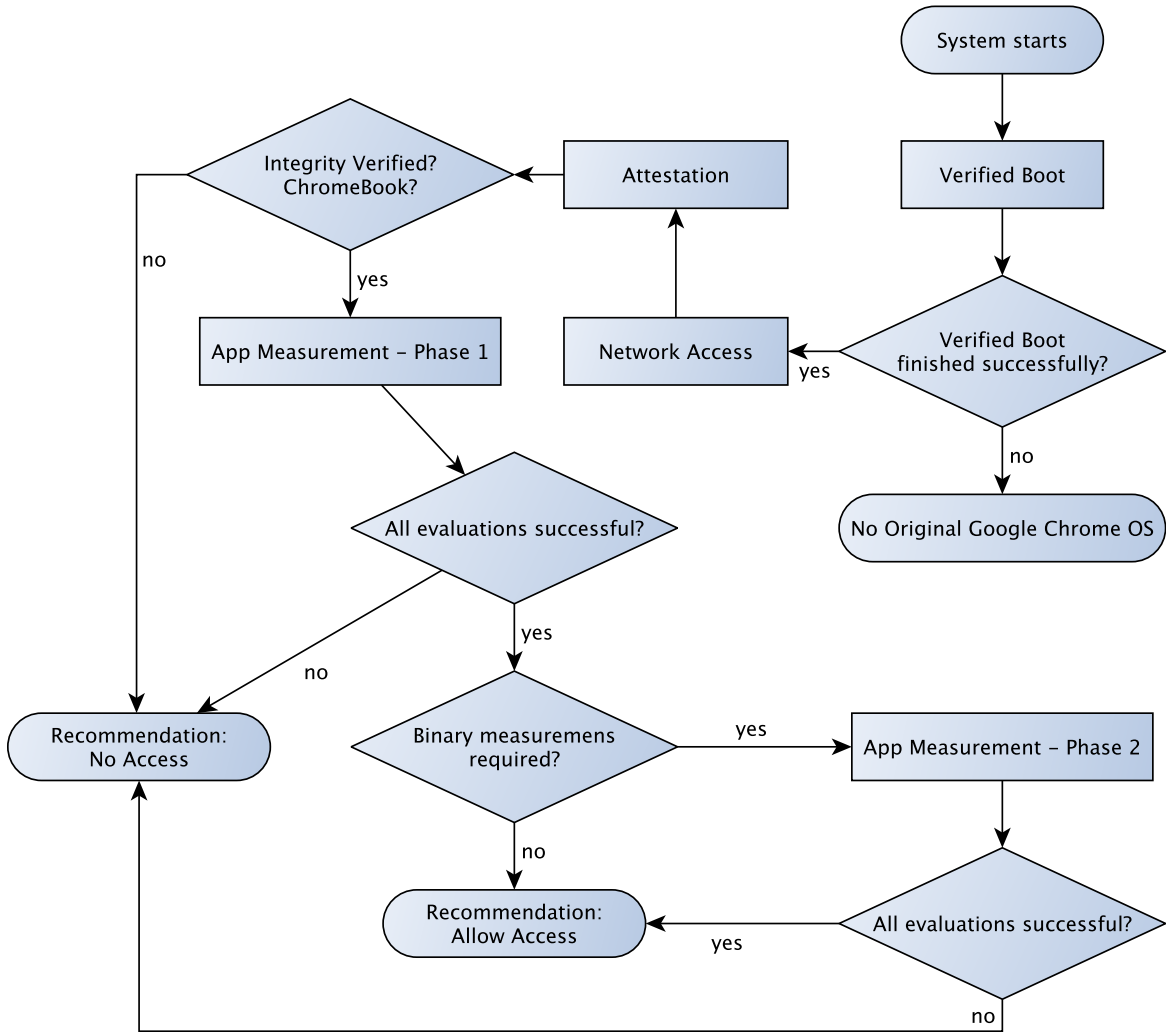 System starts
Verified Boot
Verified Boot
finished successfully?
yes
no
No Original Google Chrome OS
Network Access
Attestation
Integrity Verified?
ChromeBook?
no
yes
App Measurement – Phase 1
All evaluations successful?
no
yes
Recommendation:
No Access
Binary measuremens
required?
yes
no
App Measurement – Phase 2
All evaluations successful?
yes
no
Recommendation:
Allow Access